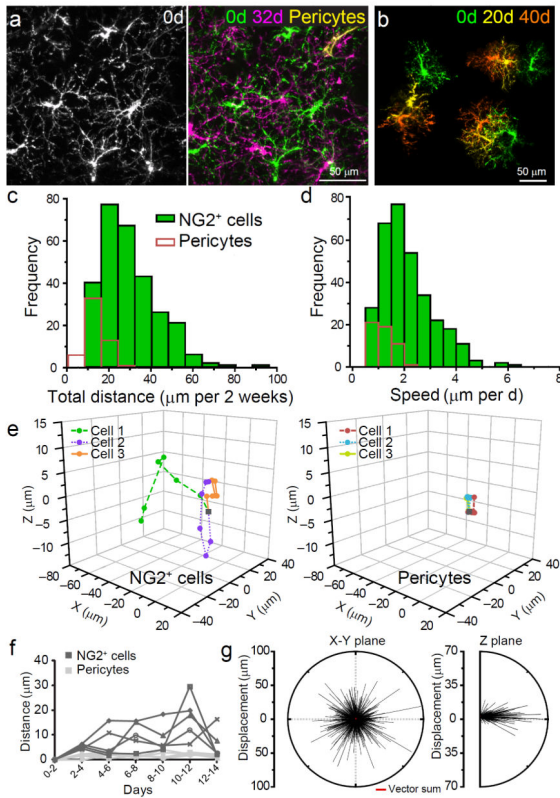 a
0d
0d 32d Pericytes
50 μm
b
0d 20d 40d
50 μm
c
80
60
40
20
0
Frequency
NG2⁺ cells
Pericytes
0 20 40 60 80 100
Total distance (μm per 2 weeks)
d
80
60
40
20
0
Frequency
0 2 4 6 8
Speed (μm per d)
e
Cell 1
Cell 2
Cell 3
15
10
5
0
−5
−10
Z (μm)
−80
−60
−40
−20
0
20
X (μm)
−40
−20
0
20
40
Y (μm)
NG2⁺ cells
Cell 1
Cell 2
Cell 3
15
10
5
0
−5
−10
Z (μm)
−80
−60
−40
−20
0
20
X (μm)
−40
−20
0
20
40
Y (μm)
Pericytes
f
NG2⁺ cells
Pericytes
40
30
20
10
0
Distance (μm)
0-2
2-4
4-6
6-8
8-10
10-12
12-14
Days
g
X-Y plane
100
50
0
50
100
Displacement (μm)
Z plane
70
35
0
35
70
Displacement (μm)
Vector sum